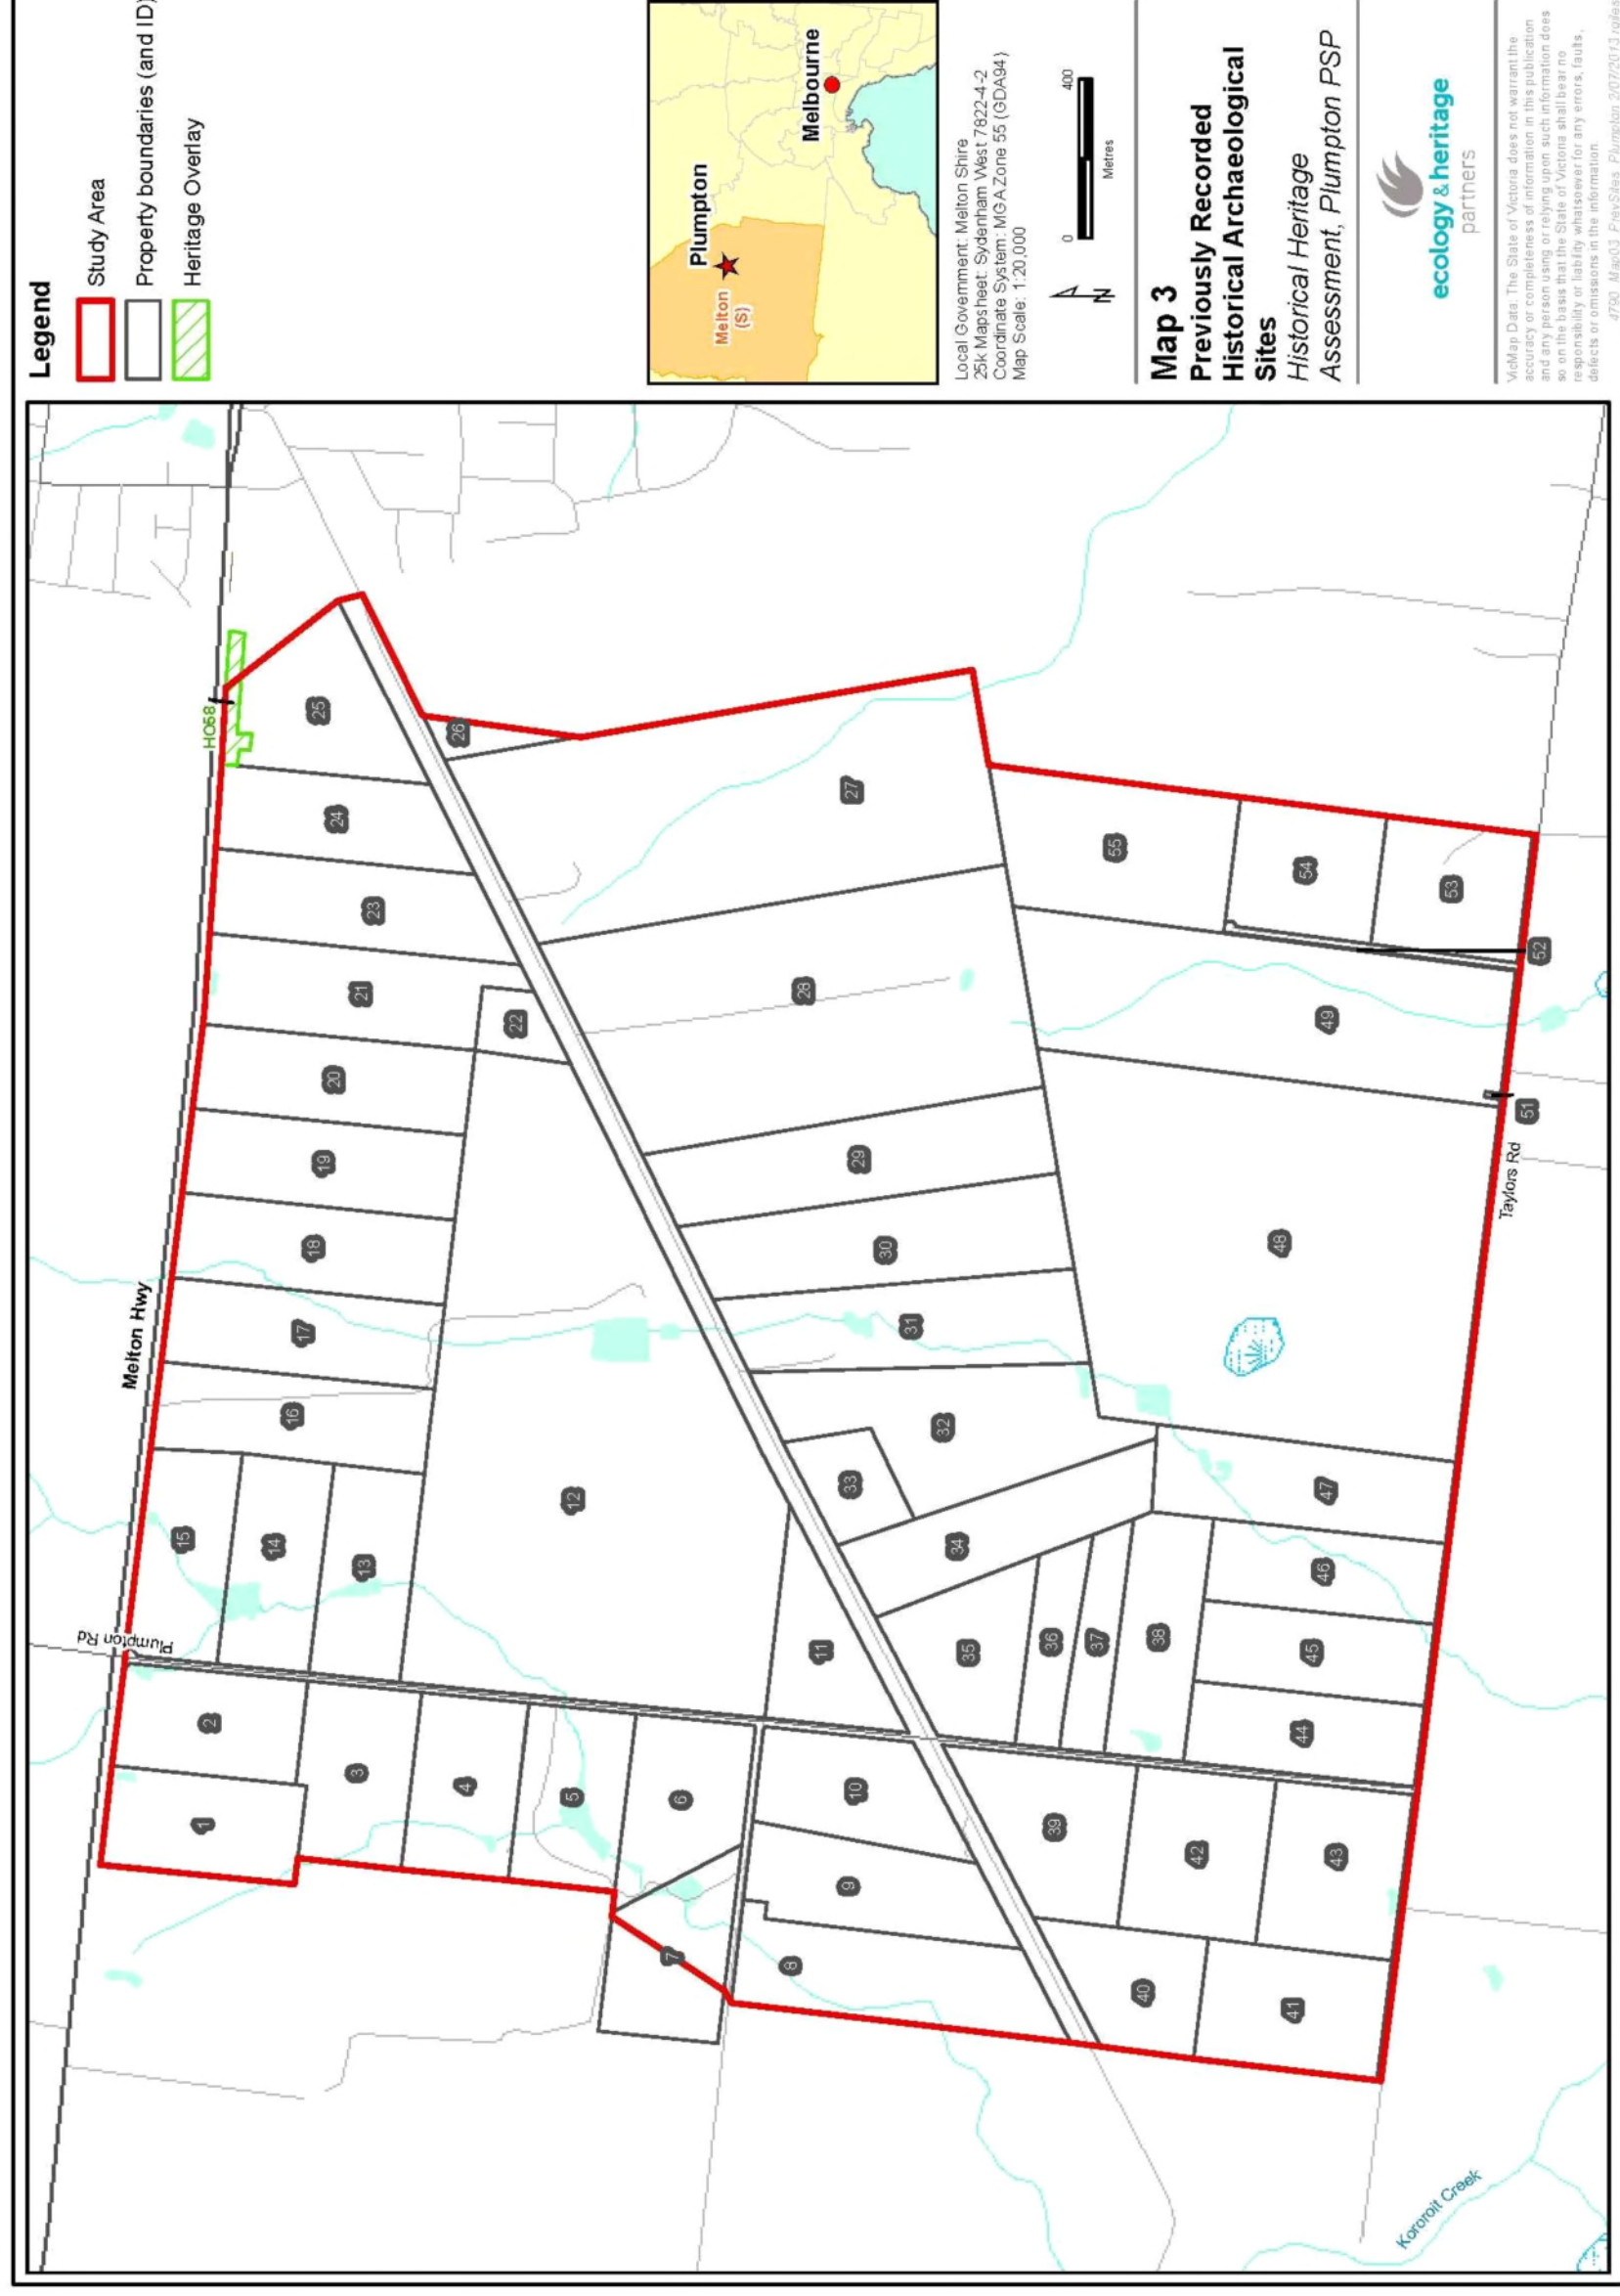 Legend
Study Area
Property boundaries (and ID)
Heritage Overlay
Plumpton
Melbourne
Melton
(S)
Local Government: Melton Shire
25k Mapsheet: Sydenham West 7822-4-2
Coordinate System: MGA Zone 55 (GDA94)
Map Scale: 1:20,000
N
0
400
Metres
Map 3
Previously Recorded
Historical Archaeological
Sites
Historical Heritage
Assessment, Plumpton PSP
ecology & heritage
partners
VicMap Data: The State of Victoria does not warrant the
accuracy or completeness of information in this publication
and any person using or relying upon such information does
so on the basis that the State of Victoria shall bear no
responsibility or liability whatsoever for any errors, faults,
defects or omissions in the information.
4790_Map03_PreSites_Plumpton 2/07/2013
Melton Hwy
Plumpton Rd
HO58
Taylors Rd
Kororoit Creek
1
2
3
4
5
6
7
8
9
10
11
12
13
14
15
16
17
18
19
20
21
22
23
24
25
26
27
28
29
30
31
32
33
34
35
36
37
38
39
40
41
42
43
44
45
46
47
48
49
51
52
53
54
55